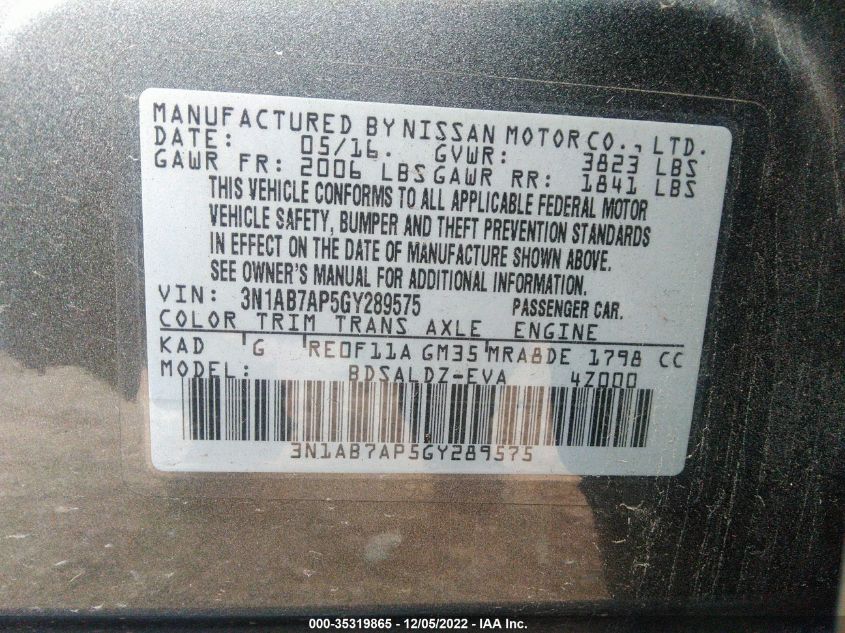 MANUFACTURED BY NISSAN MOTOR CO., LTD.
DATE: 05/16. GVWR: 3823 LBS
GAWR FR: 2006 LBS GAWR RR: 1841 LBS
THIS VEHICLE CONFORMS TO ALL APPLICABLE FEDERAL MOTOR
VEHICLE SAFETY, BUMPER AND THEFT PREVENTION STANDARDS
IN EFFECT ON THE DATE OF MANUFACTURE SHOWN ABOVE.
SEE OWNER'S MANUAL FOR ADDITIONAL INFORMATION.
VIN: 3N1AB7AP5GY289575 PASSENGER CAR.
COLOR TRIM TRANS AXLE ENGINE
KAD G RE0F11A GM35 MRA8DE 1798 CC
MODEL: BDSALDZ-EVA 4Z000
3N1AB7AP5GY289575
000-35319865 - 12/05/2022 - IAA Inc.